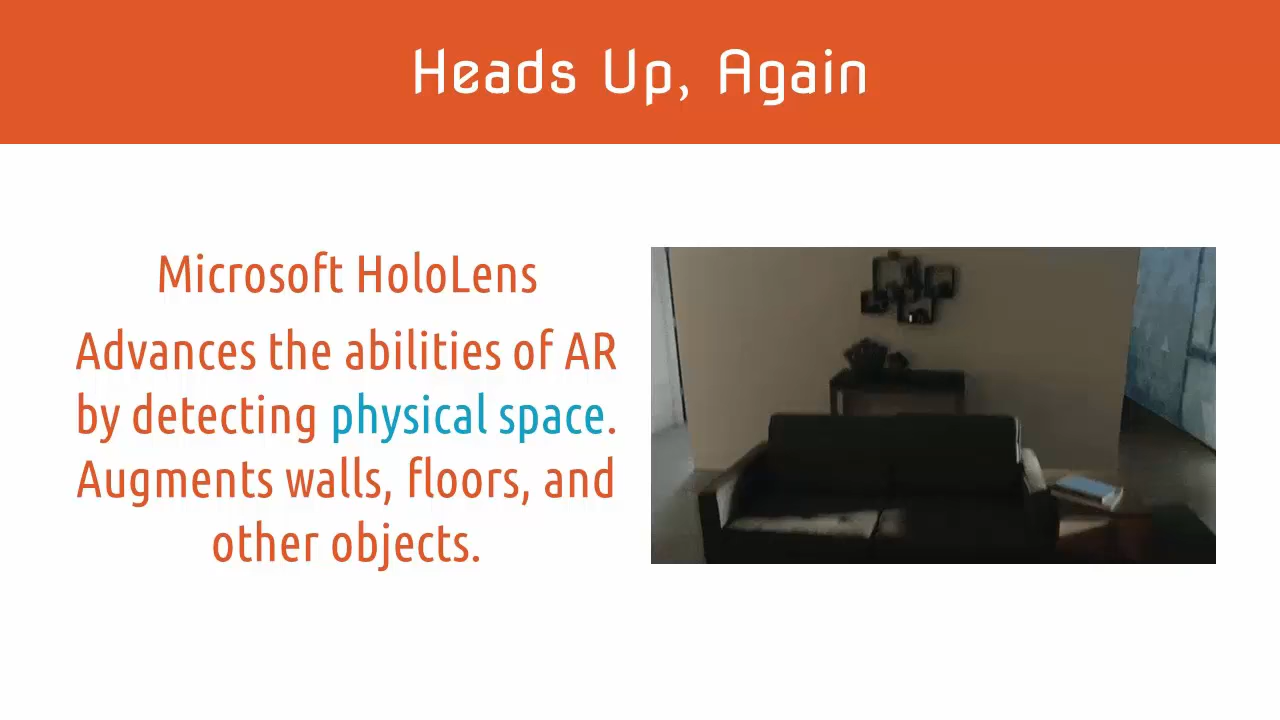 Heads Up, Again
Microsoft HoloLens
Advances the abilities of AR
by detecting physical space.
Augments walls, floors, and
other objects.